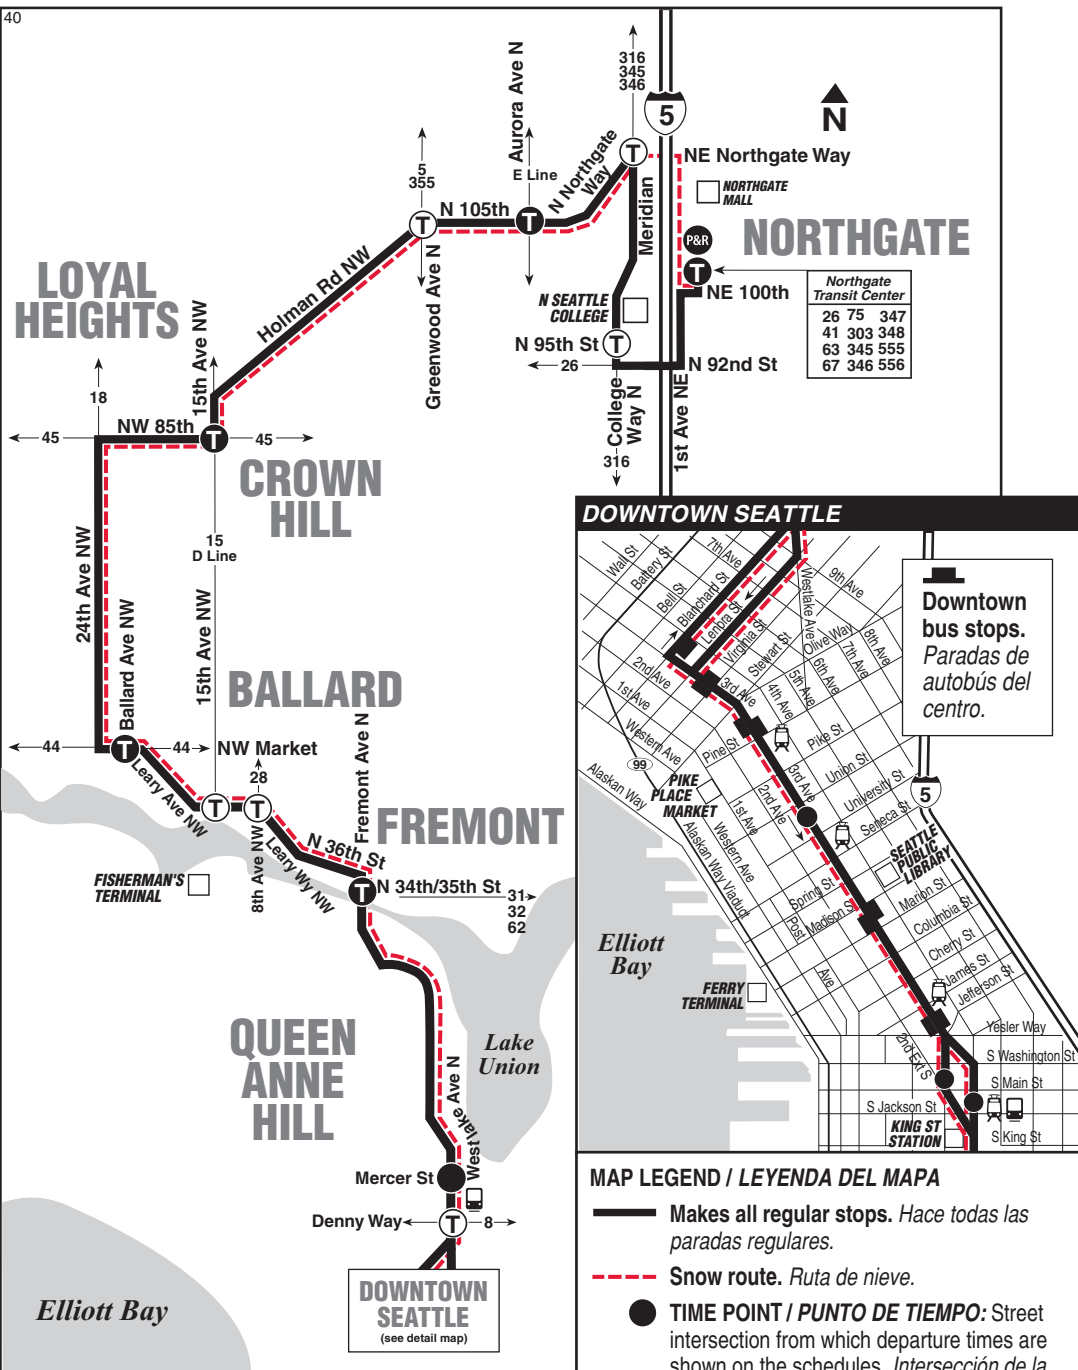 40
316
345
346
5
N
Aurora Ave N
E Line
N Northgate
Way
NE Northgate Way
5
355
N 105th
Meridian
NORTHGATE
MALL
P&R
NORTHGATE
T
T
T
T
NE 100th
Northgate
Transit Center
26 75 347
41 303 348
63 345 555
67 346 556
LOYAL
HEIGHTS
Holman Rd NW
Greenwood Ave N
15th Ave NW
N SEATTLE
COLLEGE
N 95th St
T
26
N 92nd St
College
Way N
1st Ave NE
316
18
NW 85th
45
T
45
CROWN
HILL
15
D Line
24th Ave NW
Ballard Ave NW
15th Ave NW
BALLARD
44
T
44
NW Market
28
Leary Ave NW
T
T
Fremont Ave N
FREMONT
N 36th St
Leary Wy NW
8th Ave NW
FISHERMAN'S
TERMINAL
T
N 34th/35th St
31
32
62
QUEEN
ANNE
HILL
Lake
Union
Westlake Ave N
Mercer St
Denny Way
T
8
DOWNTOWN
SEATTLE
(see detail map)
Elliott Bay
DOWNTOWN SEATTLE
Wall St
Battery St
7th Ave
Bell St
Blanchard St
Lenora St
Virginia St
Stewart St
Westlake Ave
9th Ave
Olive Way
8th Ave
7th Ave
6th Ave
5th Ave
4th Ave
3rd Ave
2nd Ave
1st Ave
Western Ave
Downtown
bus stops.
Paradas de
autobús del
centro.
99
Alaskan Way
Pine St
Pike St
Union St
University St
Seneca St
5
PIKE
PLACE
MARKET
3rd Ave
2nd Ave
1st Ave
Western Ave
Alaskan Way Viaduct
SEATTLE
PUBLIC
LIBRARY
Spring St
Madison St
Marion St
Columbia St
Cherry St
James St
Jefferson St
Post
Ave
Elliott
Bay
FERRY
TERMINAL
2nd Ext S
Yesler Way
S Washington St
S Main St
S Jackson St
KING ST
STATION
S King St
MAP LEGEND / LEYENDA DEL MAPA
Makes all regular stops. Hace todas las
paradas regulares.
Snow route. Ruta de nieve.
TIME POINT / PUNTO DE TIEMPO: Street
intersection from which departure times are
shown on the schedules. Intersección de la